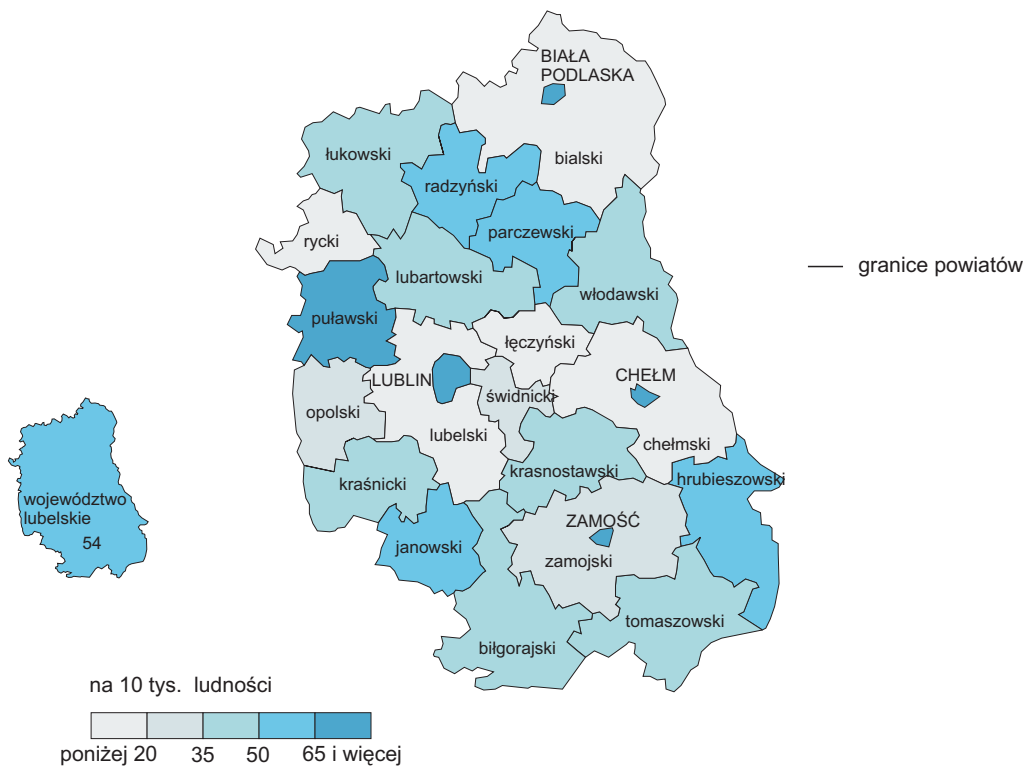 BIAŁA
PODLASKA
łukowski
bialski
radzyński
rycki
parczewski
lubartowski
włodawski
granice powiatów
puławski
łęczyński
LUBLIN
CHEŁM
świdnicki
opolski
lubelski
chełmski
krasnostawski
hrubieszowski
kraśnicki
województwo
lubelskie
54
ZAMOŚĆ
janowski
zamojski
tomaszowski
biłgorajski
na 10 tys. ludności
poniżej 20 35 50 65 i więcej